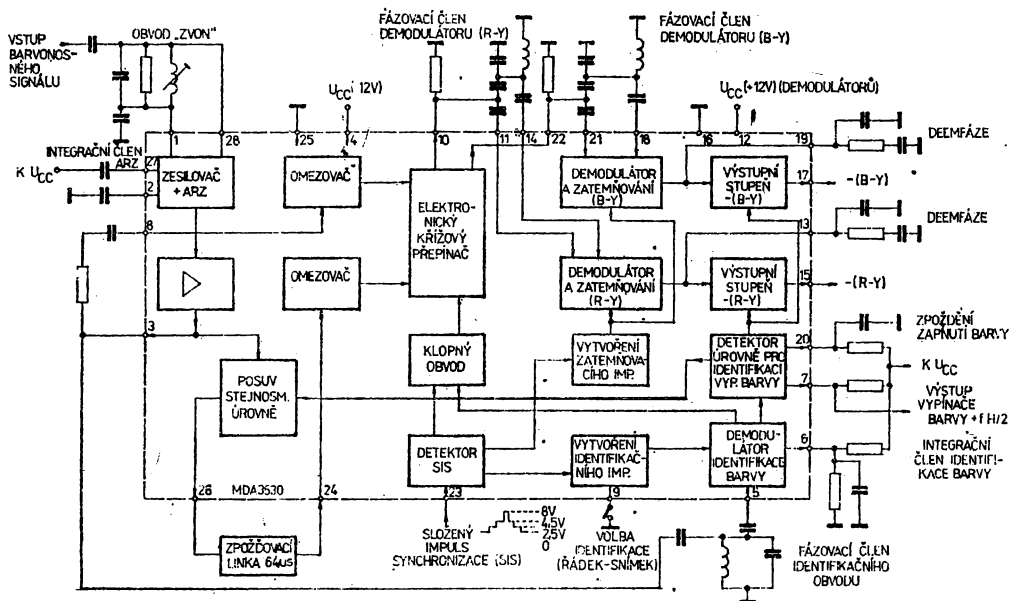 VSTUP
BARVONOS-
NÉHO
SIGNÁLU
OBVOD „ZVON"
FÁZOVACÍ ČLEN
DEMODULÁTORU (R-Y)
FÁZOVACÍ ČLEN
DEMODULÁTORU (B-Y)
UCC( 12V)
UCC(+12V)(DEMODULÁTORŮ)
1
28
25
4
10
11
14
22
21
18
16
12
19
DEEMFÁZE
INTEGRAČNÍ ČLEN
ARZ
K UCC
27
2
8
ZESILOVAČ
+ ARZ
OMEZOVAČ
ELEKTRO-
NICKÝ
KŘÍŽOVÝ
PŘEPÍNAČ
DEMODULÁTOR
A ZATEMŇOVÁNÍ
(B-Y)
VÝSTUPNÍ
STUPEŇ
-(B-Y)
17
-(B-Y)
13
DEEMFÁZE
OMEZOVAČ
DEMODULÁTOR
A ZATEMŇOVÁNÍ
(R-Y)
VÝSTUPNÍ
STUPEŇ
-(R-Y)
15
-(R-Y)
3
POSUV
STEJNOSM.
ÚROVNĚ
KLOPNÝ
OBVOD
VYTVOŘENÍ
ZATEMNOVA-
CÍHO IMP.
DETEKTOR
ÚROVNĚ PRO
IDENTIFIKACI
VYP. BARVY
20
ZPOŽDĚNÍ
ZAPNUTÍ BARVY
K UCC
7
VÝSTUP
VYPÍNAČE
BARVY +f H/2
DETEKTOR
SIS
VYTVOŘENÍ
IDENTIFIKAČ-
NÍHO IMP.
DEMODU-
LÁTOR
IDENTIFIKACE
BARVY
6
INTEGRAČNÍ
ČLEN IDENTIFI-
KACE BARVY
26
MDA3530
24
23
9
5
ZPOŽĎOVACÍ
LINKA 64us
SLOŽENÝ
IMPULS
SYNCHRONIZACE (SIS)
8V
4,5V
2,5V
0
VOLBA
IDENTIFIKACE
(ŘÁDEK-SNÍMEK)
FÁZOVACÍ ČLEN
IDENTIFIKAČNÍHO
OBVODU